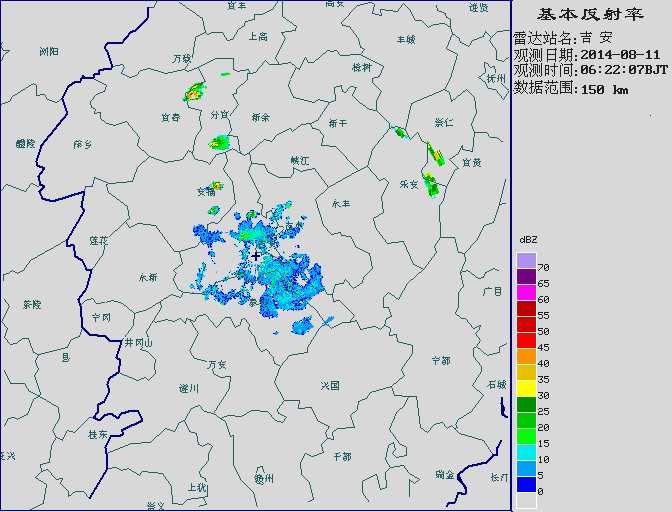 基本反射率
雷达站名:吉 安
观测日期:2014-08-11
观测时间:06:22:07BJT
数据范围:150 km
dBZ
70
65
60
55
50
45
40
35
30
25
20
15
10
5
0
宜丰
高安
进贤
浏阳
上高
丰城
万载
樟树
抚州
宜春
分宜
新余
新干
崇仁
醴陵
萍乡
峡江
宜黄
安福
乐安
永丰
莲花
永新
广昌
茶陵
宁冈
井冈山
万安
宁都
遂川
兴国
石城
桂东
于都
瑞金
长汀
上犹
赣州
崇义